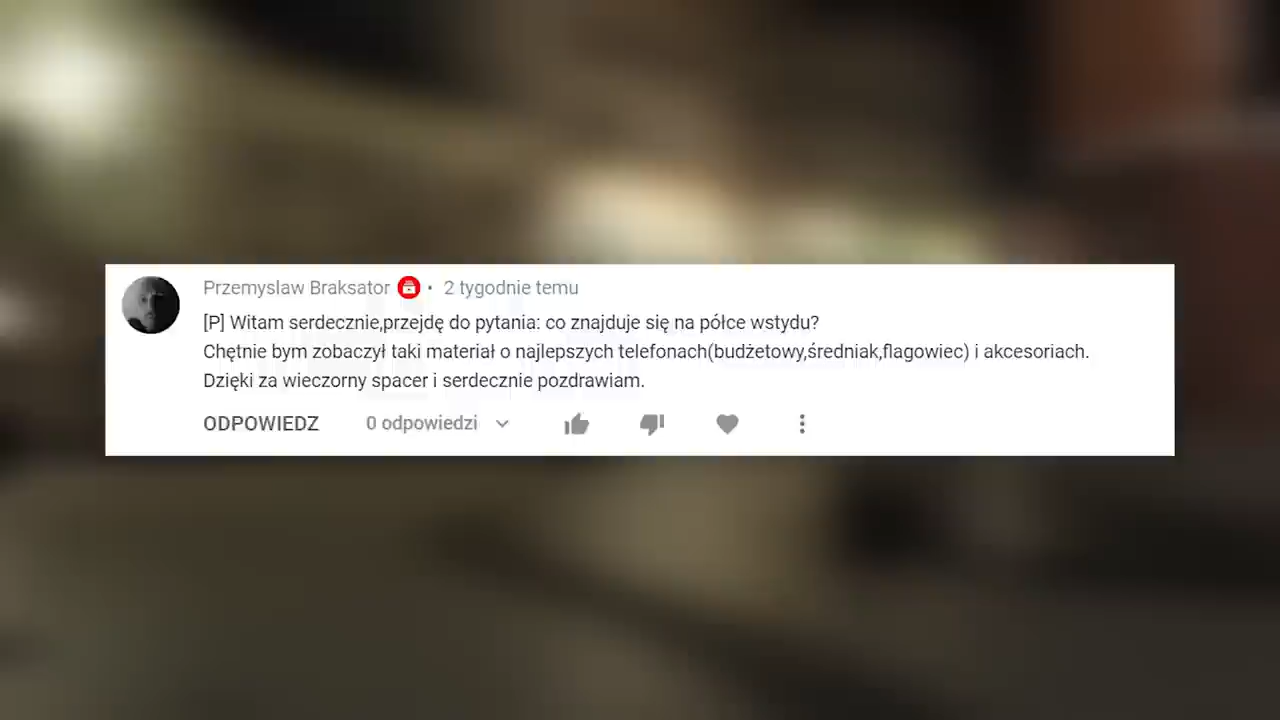 Przemyslaw Braksator • 2 tygodnie temu
[P] Witam serdecznie,przejdę do pytania: co znajduje się na półce wstydu?
Chętnie bym zobaczył taki materiał o najlepszych telefonach(budżetowy,średniak,flagowiec) i akcesoriach.
Dzięki za wieczorny spacer i serdecznie pozdrawiam.
ODPOWIEDZ 0 odpowiedzi